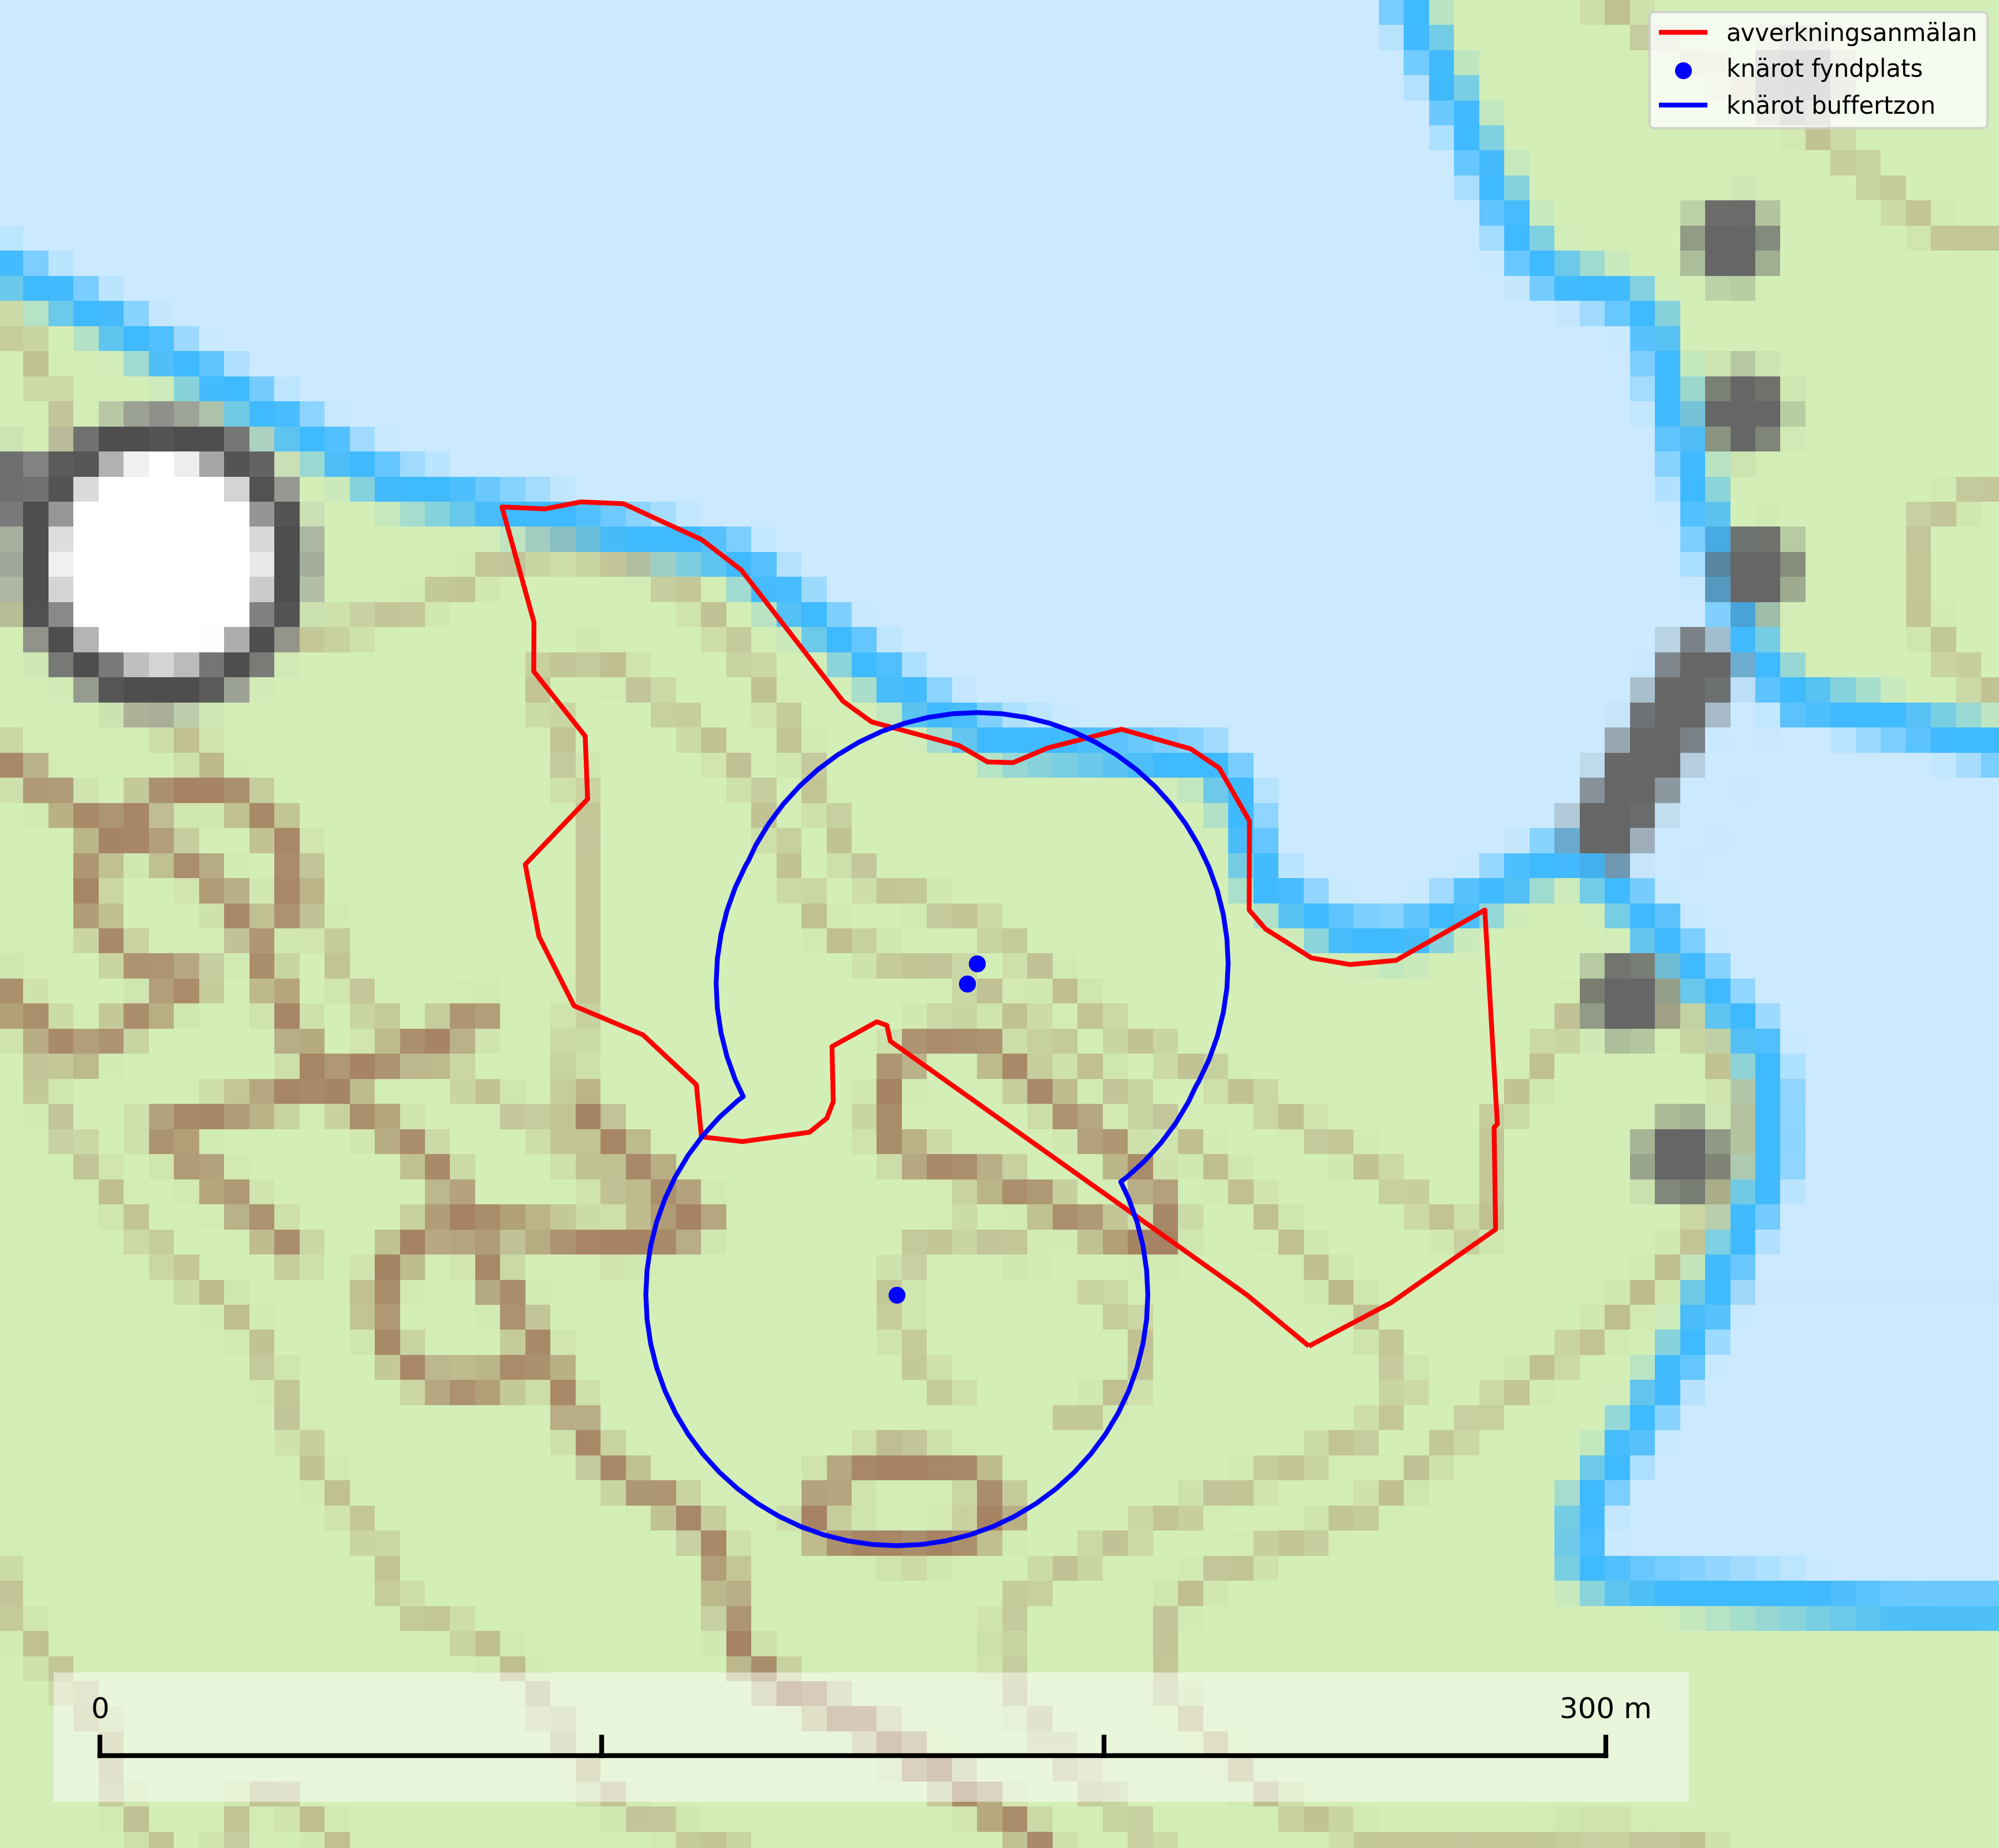 avverkningsanmälan
knärot fyndplats
knärot buffertzon
0 300 m